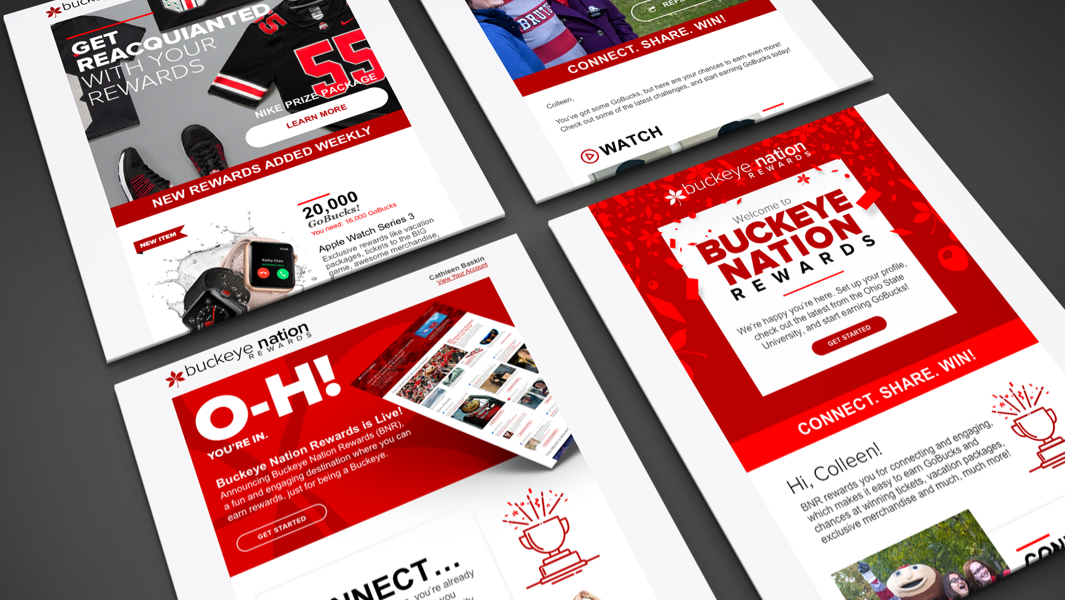 GET
REACQUIANTED
WITH YOUR
REWARDS
NIKE PRIZE PACKAGE
LEARN MORE
NEW REWARDS ADDED WEEKLY
NEW ITEM
20,000
GoBucks!
You need: 16,000 GoBucks
Apple Watch Series 3
Exclusive rewards like vacation
packages, tickets to the BIG
game, awesome merchandise,
55
CONNECT. SHARE. WIN!
Colleen,
You've got some GoBucks, but here are your chances to earn even more!
Check out some of the latest challenges, and start earning GoBucks today!
WATCH
Cathleen Baskin
View Your Account
buckeye nation
REWARDS
O-H!
YOU'RE IN.
Buckeye Nation Rewards is Live!
Announcing Buckeye Nation Rewards (BNR),
a fun and engaging destination where you can
earn rewards, just for being a Buckeye.
GET STARTED
buckeye nation
REWARDS
Welcome to
BUCKEYE
NATION
REWARDS
We're happy you're here. Set up your profile,
check out the latest from the Ohio State
University, and start earning GoBucks!
GET STARTED
CONNECT. SHARE. WIN!
Hi, Colleen!
BNR rewards you for connecting and engaging,
which makes it easy to earn GoBucks and
chances at winning tickets, vacation packages,
exclusive merchandise and much, much more!